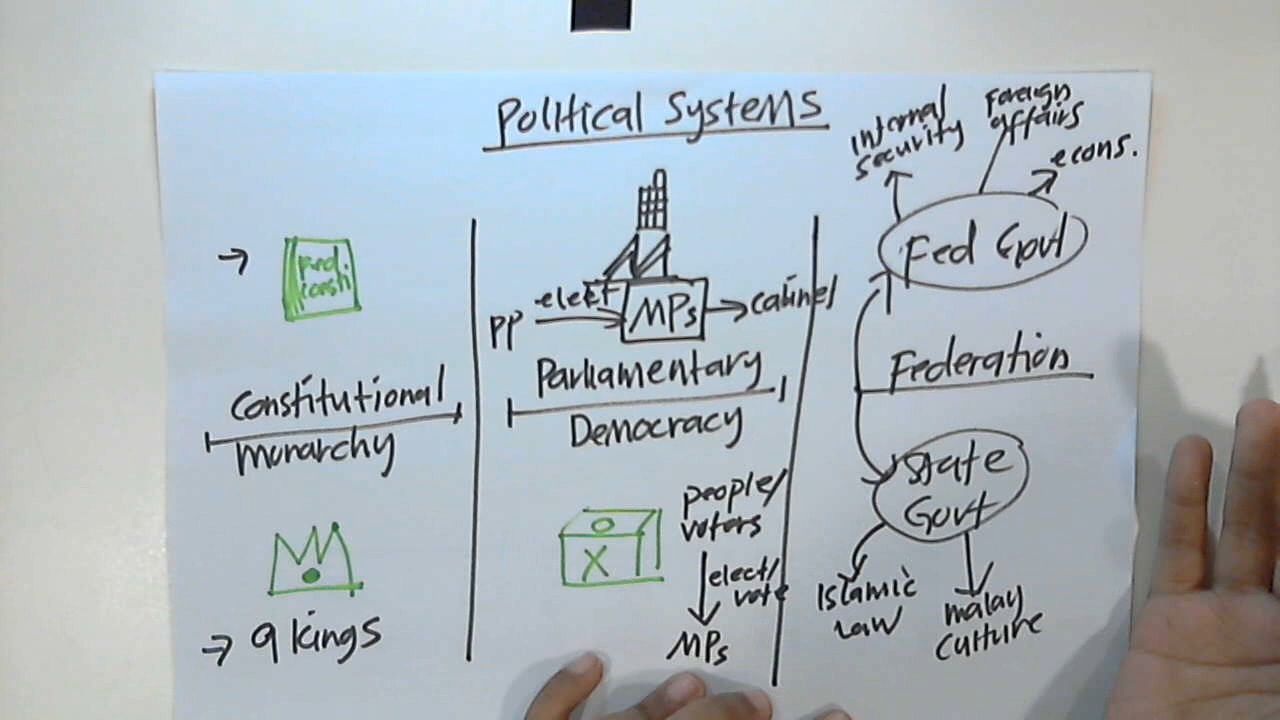 Political Systems
→
Fed.
consti
Constitutional
Monarchy
→ 9 kings
PP elect MPs → cabinet
Parliamentary
Democracy
X
people/
voters
elect/
vote
MPs
internal
security
Foreign
affairs
econs.
Fed Govt
Federation
State
Govt
Islamic
Law
malay
culture